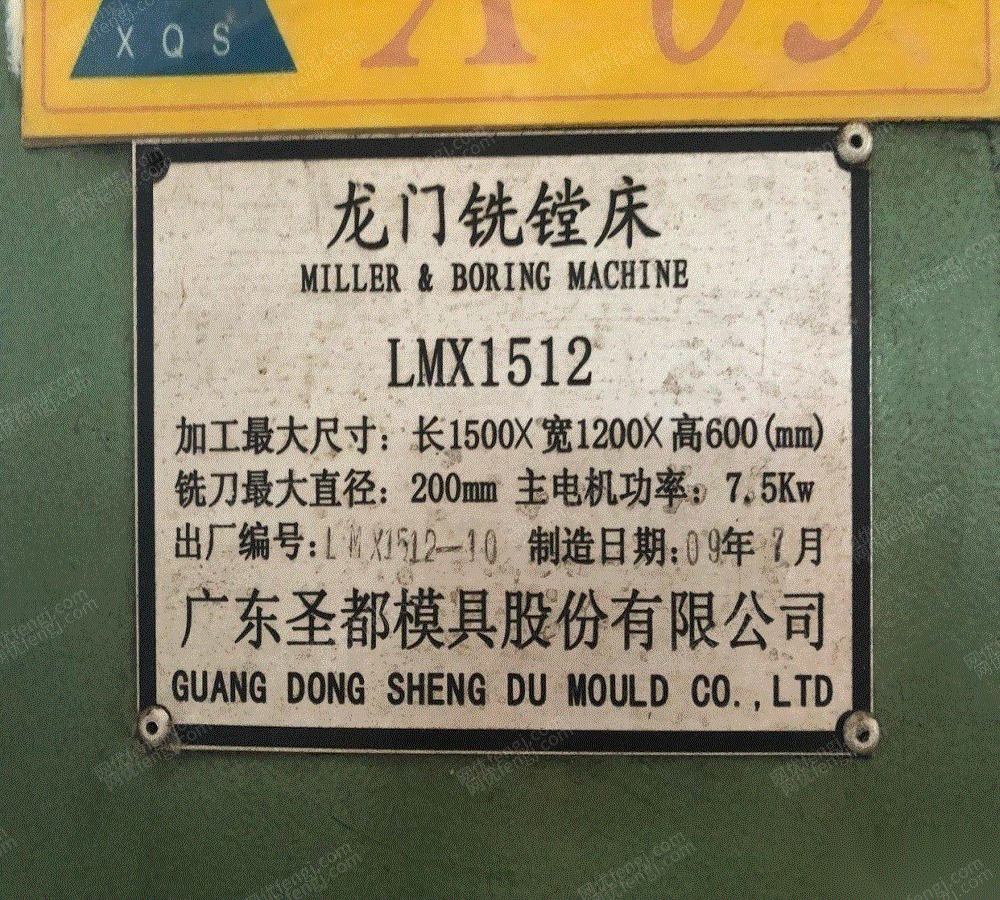 XQS
龙门铣镗床
MILLER & BORING MACHINE
LMX1512
加工最大尺寸：长1500X宽1200X高600(mm)
铣刀最大直径：200mm 主电机功率：7.5Kw
出厂编号：LMX1512-10 制造日期：09年7月
广东圣都模具股份有限公司
GUANG DONG SHENG DU MOULD CO.,LTD